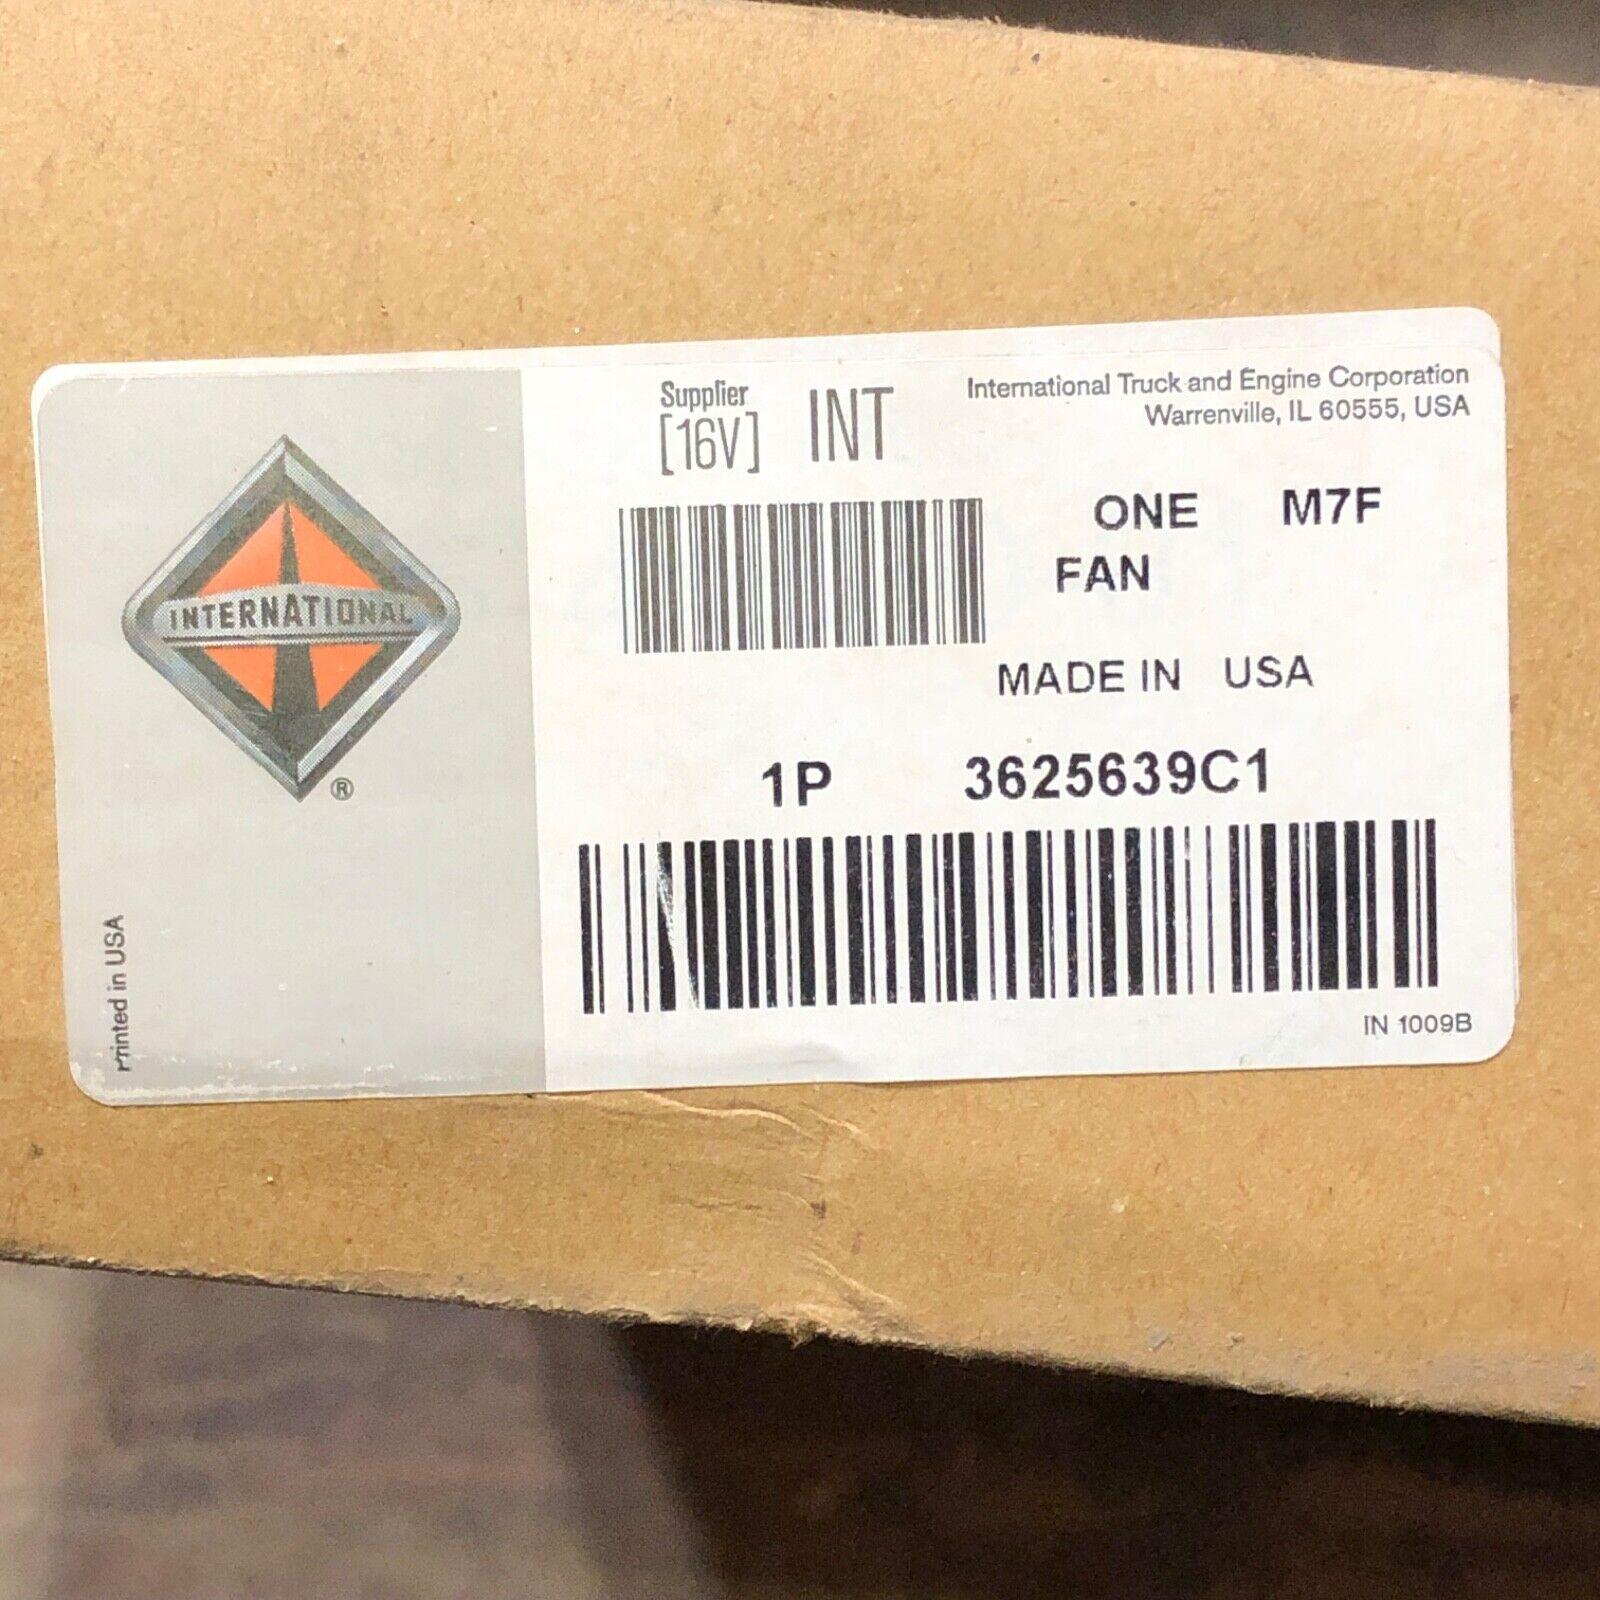 INTERNATIONAL
®
Printed in USA
Supplier
[16V] INT
International Truck and Engine Corporation
Warrenville, IL 60555, USA
ONE M7F
FAN
MADE IN USA
1P 3625639C1
IN 1009B